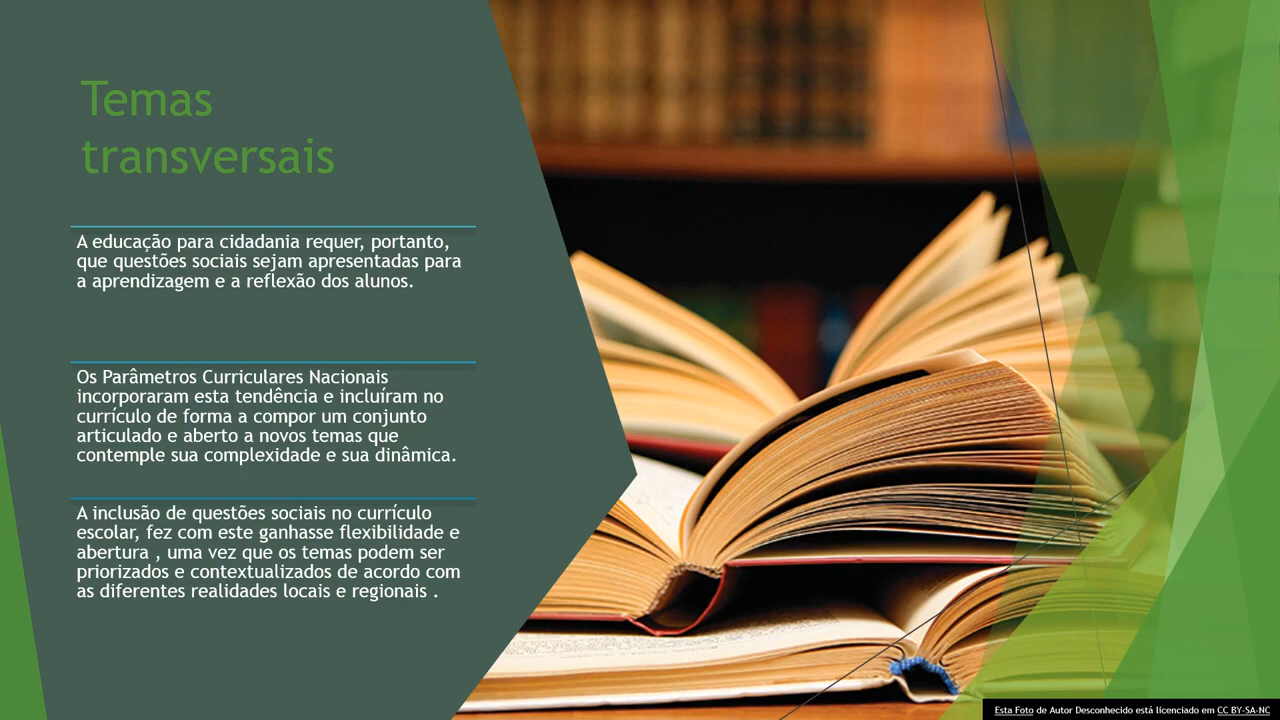 Temas
transversais
A educação para cidadania requer, portanto,
que questões sociais sejam apresentadas para
a aprendizagem e a reflexão dos alunos.
Os Parâmetros Curriculares Nacionais
incorporaram esta tendência e incluíram no
currículo de forma a compor um conjunto
articulado e aberto a novos temas que
contemple sua complexidade e sua dinâmica.
A inclusão de questões sociais no currículo
escolar, fez com este ganhasse flexibilidade e
abertura , uma vez que os temas podem ser
priorizados e contextualizados de acordo com
as diferentes realidades locais e regionais .
Esta Foto de Autor Desconhecido está licenciado em CC BY-SA-NC